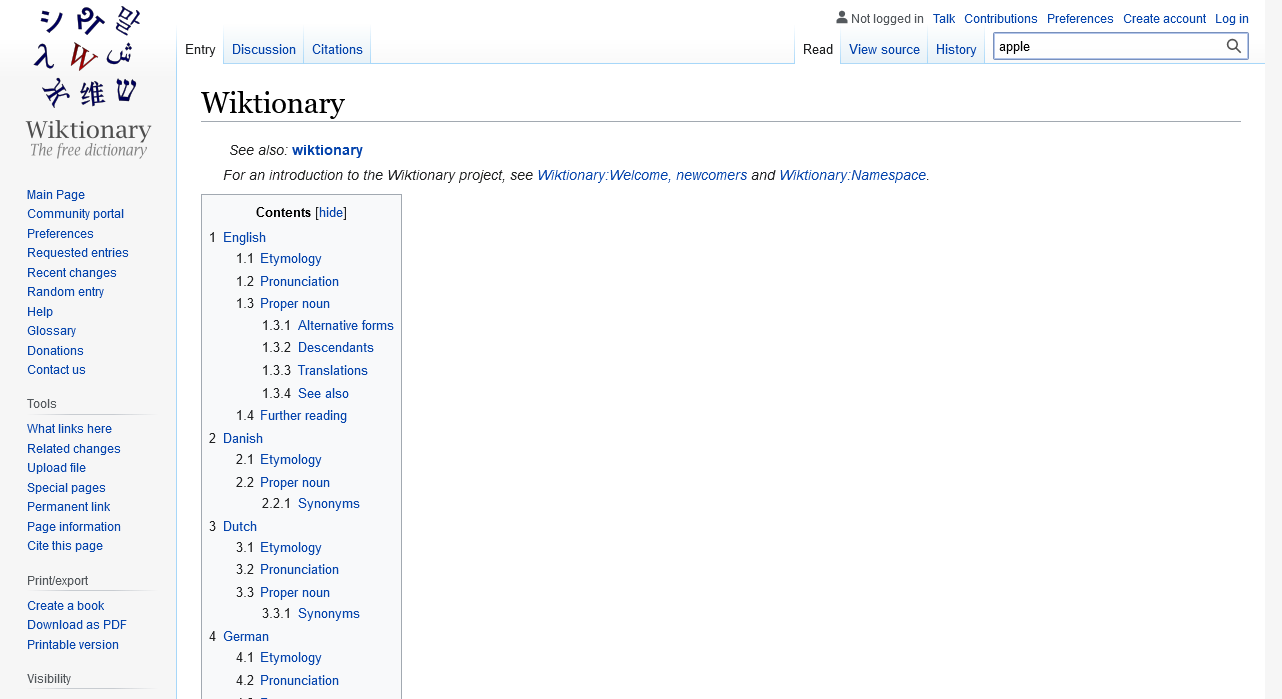 Not logged in Talk Contributions Preferences Create account Log in
Entry Discussion Citations Read View source History apple
Wiktionary
The free dictionary
Main Page
Community portal
Preferences
Requested entries
Recent changes
Random entry
Help
Glossary
Donations
Contact us
Tools
What links here
Related changes
Upload file
Special pages
Permanent link
Page information
Cite this page
Print/export
Create a book
Download as PDF
Printable version
Visibility
Wiktionary
See also: wiktionary
For an introduction to the Wiktionary project, see Wiktionary:Welcome, newcomers and Wiktionary:Namespace.
Contents [hide]
1 English
1.1 Etymology
1.2 Pronunciation
1.3 Proper noun
1.3.1 Alternative forms
1.3.2 Descendants
1.3.3 Translations
1.3.4 See also
1.4 Further reading
2 Danish
2.1 Etymology
2.2 Proper noun
2.2.1 Synonyms
3 Dutch
3.1 Etymology
3.2 Pronunciation
3.3 Proper noun
3.3.1 Synonyms
4 German
4.1 Etymology
4.2 Pronunciation